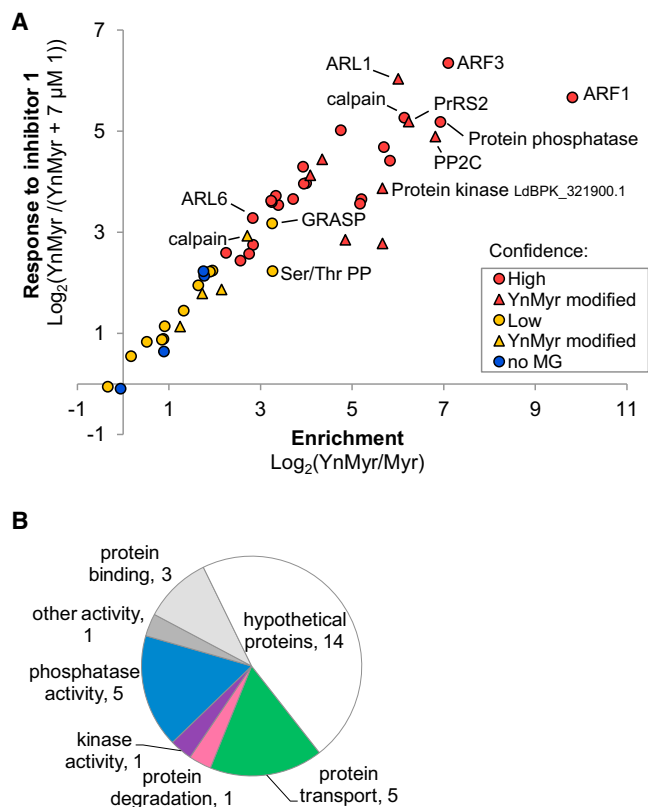 A
Response to inhibitor 1
Log2(YnMyr /(YnMyr + 7 µM 1))
7
5
3
1
-1
-1
1
3
5
7
9
11
Enrichment
Log2(YnMyr/Myr)
ARL1
ARF3
calpain
PrRS2
ARF1
Protein phosphatase
PP2C
Protein kinase LdBPK_321900.1
ARL6
GRASP
calpain
Ser/Thr PP
Confidence:
High
YnMyr modified
Low
YnMyr modified
no MG
B
protein
binding, 3
other activity,
1
phosphatase
activity, 5
kinase
activity, 1
protein
degradation, 1
protein
transport, 5
hypothetical
proteins, 14